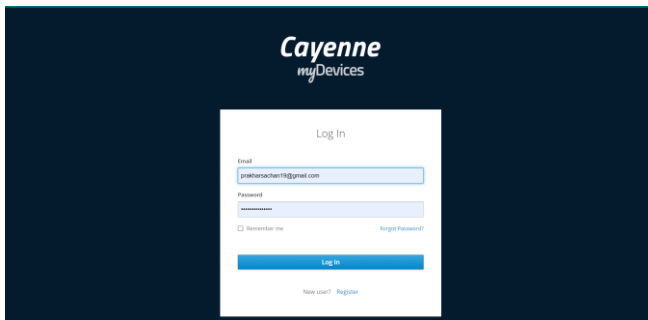 Cayenne
myDevices
Log In
Email
prakharsachan19@gmail.com
Password
••••••••••••••
Remember me Forgot Password?
Log In
New user? Register